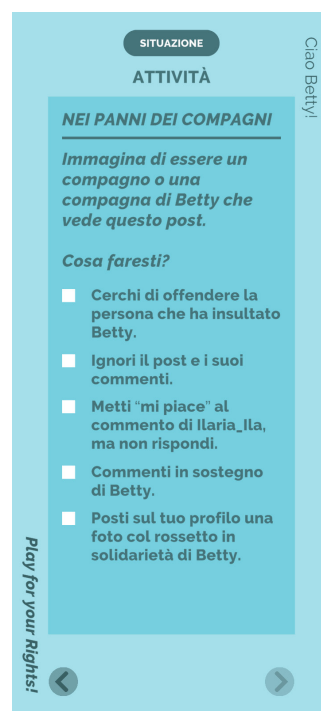 SITUAZIONE
ATTIVITÀ
Ciao Betty!
NEI PANNI DEI COMPAGNI
Immagina di essere un
compagno o una
compagna di Betty che
vede questo post.
Cosa faresti?
Cerchi di offendere la
persona che ha insultato
Betty.
Ignori il post e i suoi
commenti.
Metti “mi piace” al
commento di Ilaria_Ila,
ma non rispondi.
Commenti in sostegno
di Betty.
Posti sul tuo profilo una
foto col rossetto in
solidarietà di Betty.
Play for your Rights!